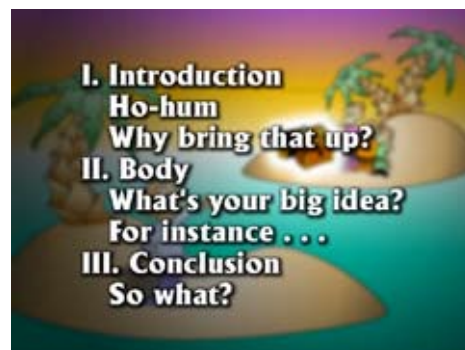 I. Introduction
Ho-hum
Why bring that up?
II. Body
What's your big idea?
For instance . . .
III. Conclusion
So what?